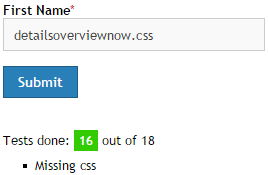 First Name*
detailsoverviewnow.css
Submit
Tests done: 16 out of 18
Missing css